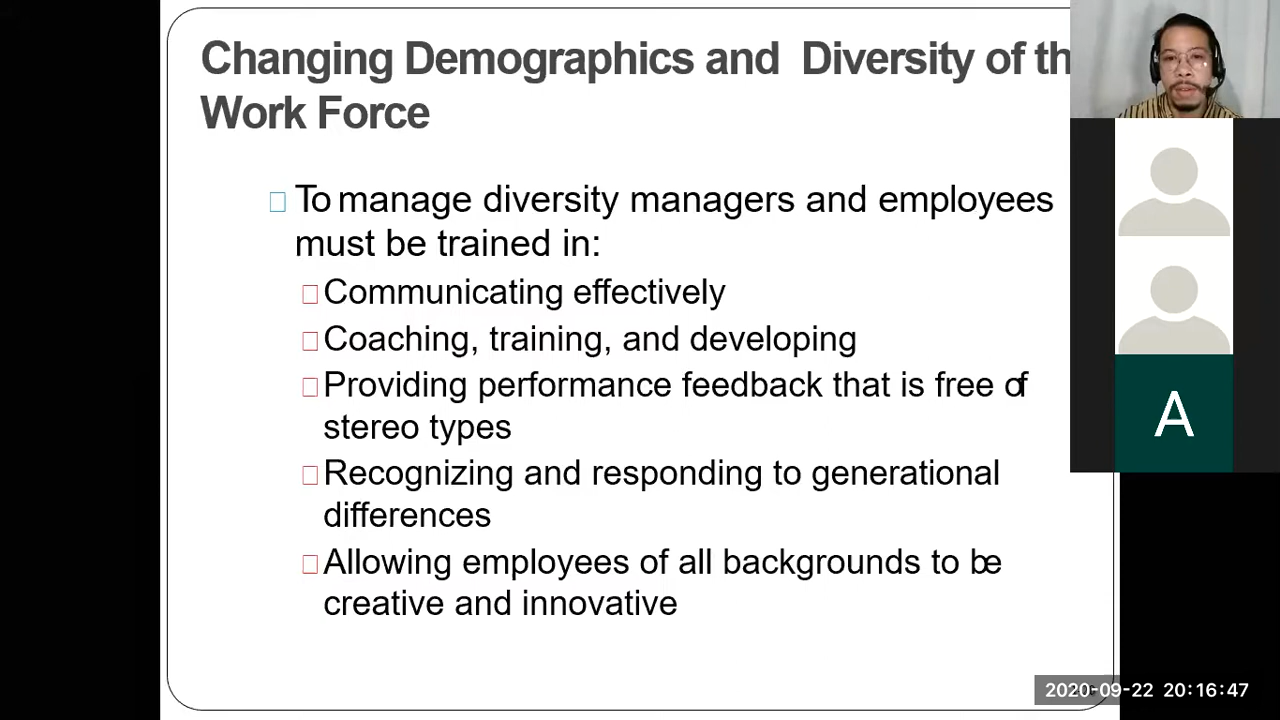 Changing Demographics and Diversity of th
Work Force
To manage diversity managers and employees
must be trained in:
Communicating effectively
Coaching, training, and developing
Providing performance feedback that is free of
stereo types
Recognizing and responding to generational
differences
Allowing employees of all backgrounds to be
creative and innovative
A
2020-09-22 20:16:47